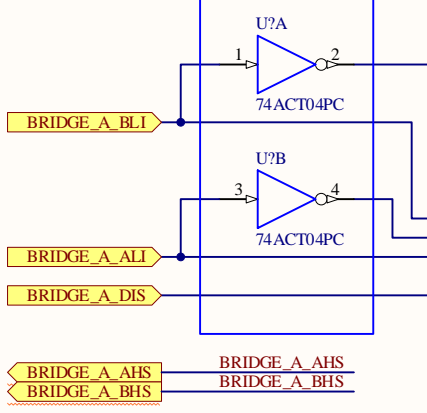 U?A
1
2
74ACT04PC
BRIDGE_A_BLI
U?B
3
4
74ACT04PC
BRIDGE_A_ALI
BRIDGE_A_DIS
BRIDGE_A_AHS
BRIDGE_A_AHS
BRIDGE_A_BHS
BRIDGE_A_BHS